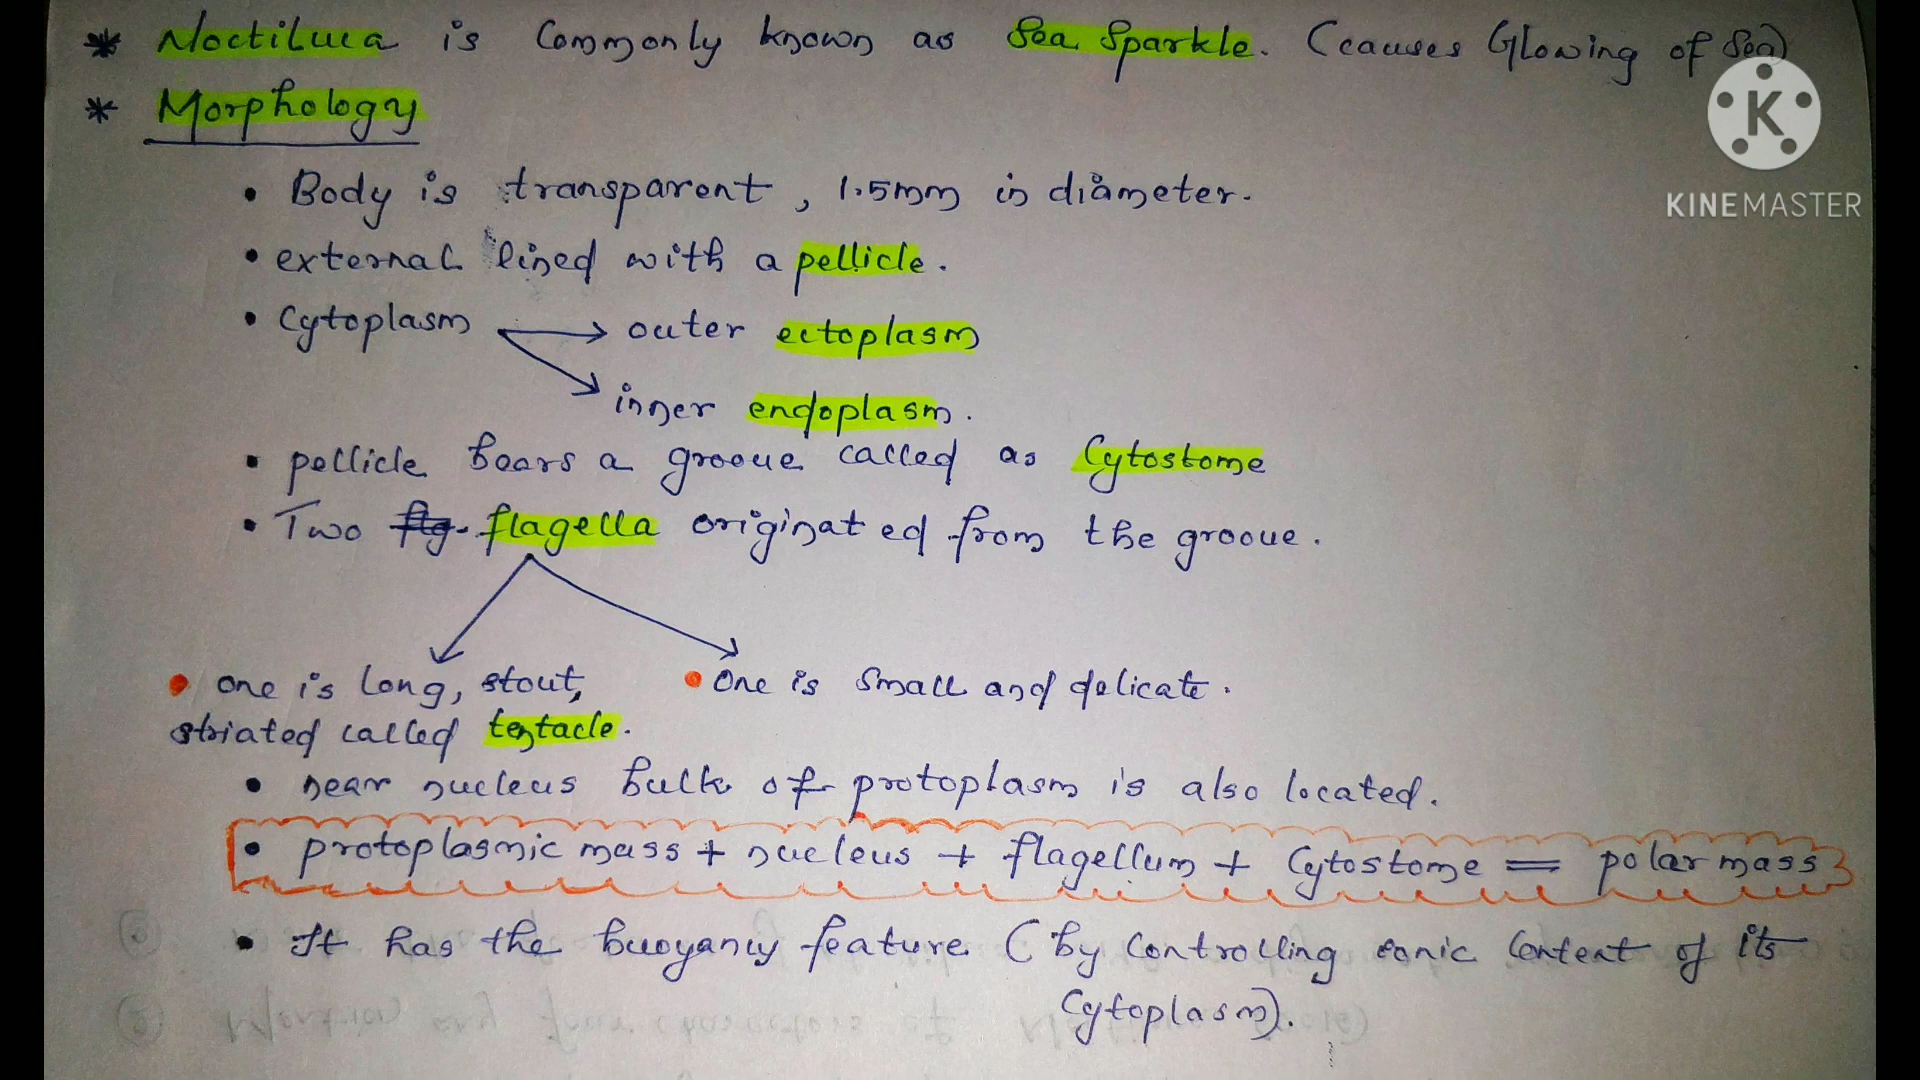 * Noctiluca is Commonly known as Sea Sparkle. (causes Glowing of Sea)
* Morphology
• Body is transparent, 1.5mm in diameter.
• external lined with a pellicle.
• Cytoplasm → outer ectoplasm
→ inner endoplasm.
• pellicle bears a groove called as Cytostome
• Two flg- flagella originated from the groove.
• one is long, stout, • One is small and delicate.
striated called tentacle.
• near nucleus bulk of protoplasm is also located.
• protoplasmic mass + nucleus + flagellum + Cytostome = polar mass
• It has the buoyancy feature (by Controlling ionic Content of its
Cytoplasm).
K
KINEMASTER